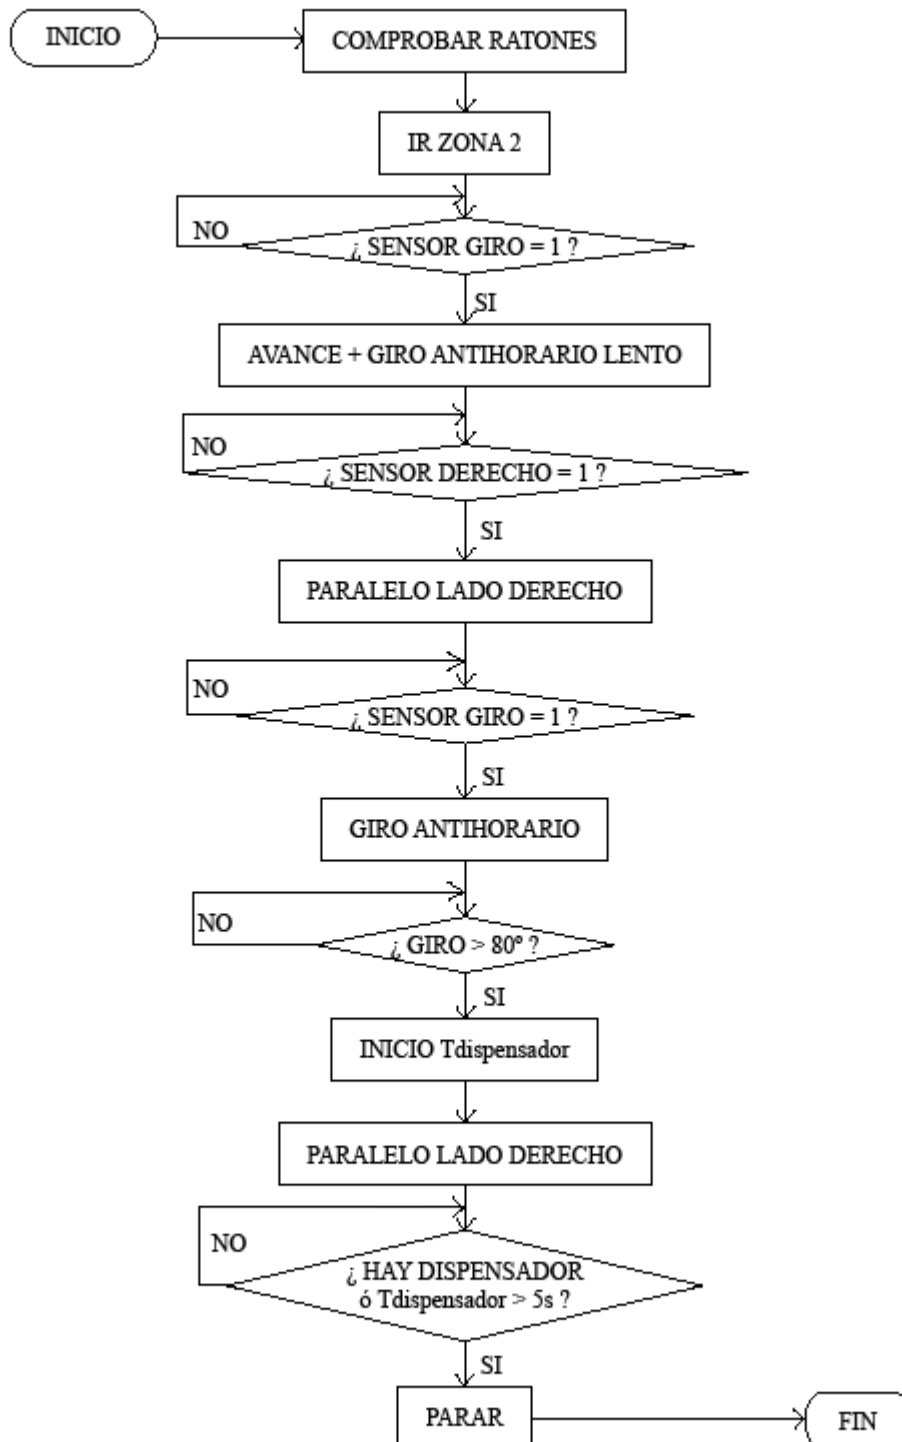 INICIO
COMPROBAR RATONES
IR ZONA 2
NO
¿ SENSOR GIRO = 1 ?
SI
AVANCE + GIRO ANTIHORARIO LENTO
NO
¿ SENSOR DERECHO = 1 ?
SI
PARALELO LADO DERECHO
NO
¿ SENSOR GIRO = 1 ?
SI
GIRO ANTIHORARIO
NO
¿ GIRO > 80º ?
SI
INICIO Tdispensador
PARALELO LADO DERECHO
NO
¿ HAY DISPENSADOR
ó Tdispensador > 5s ?
SI
PARAR
FIN